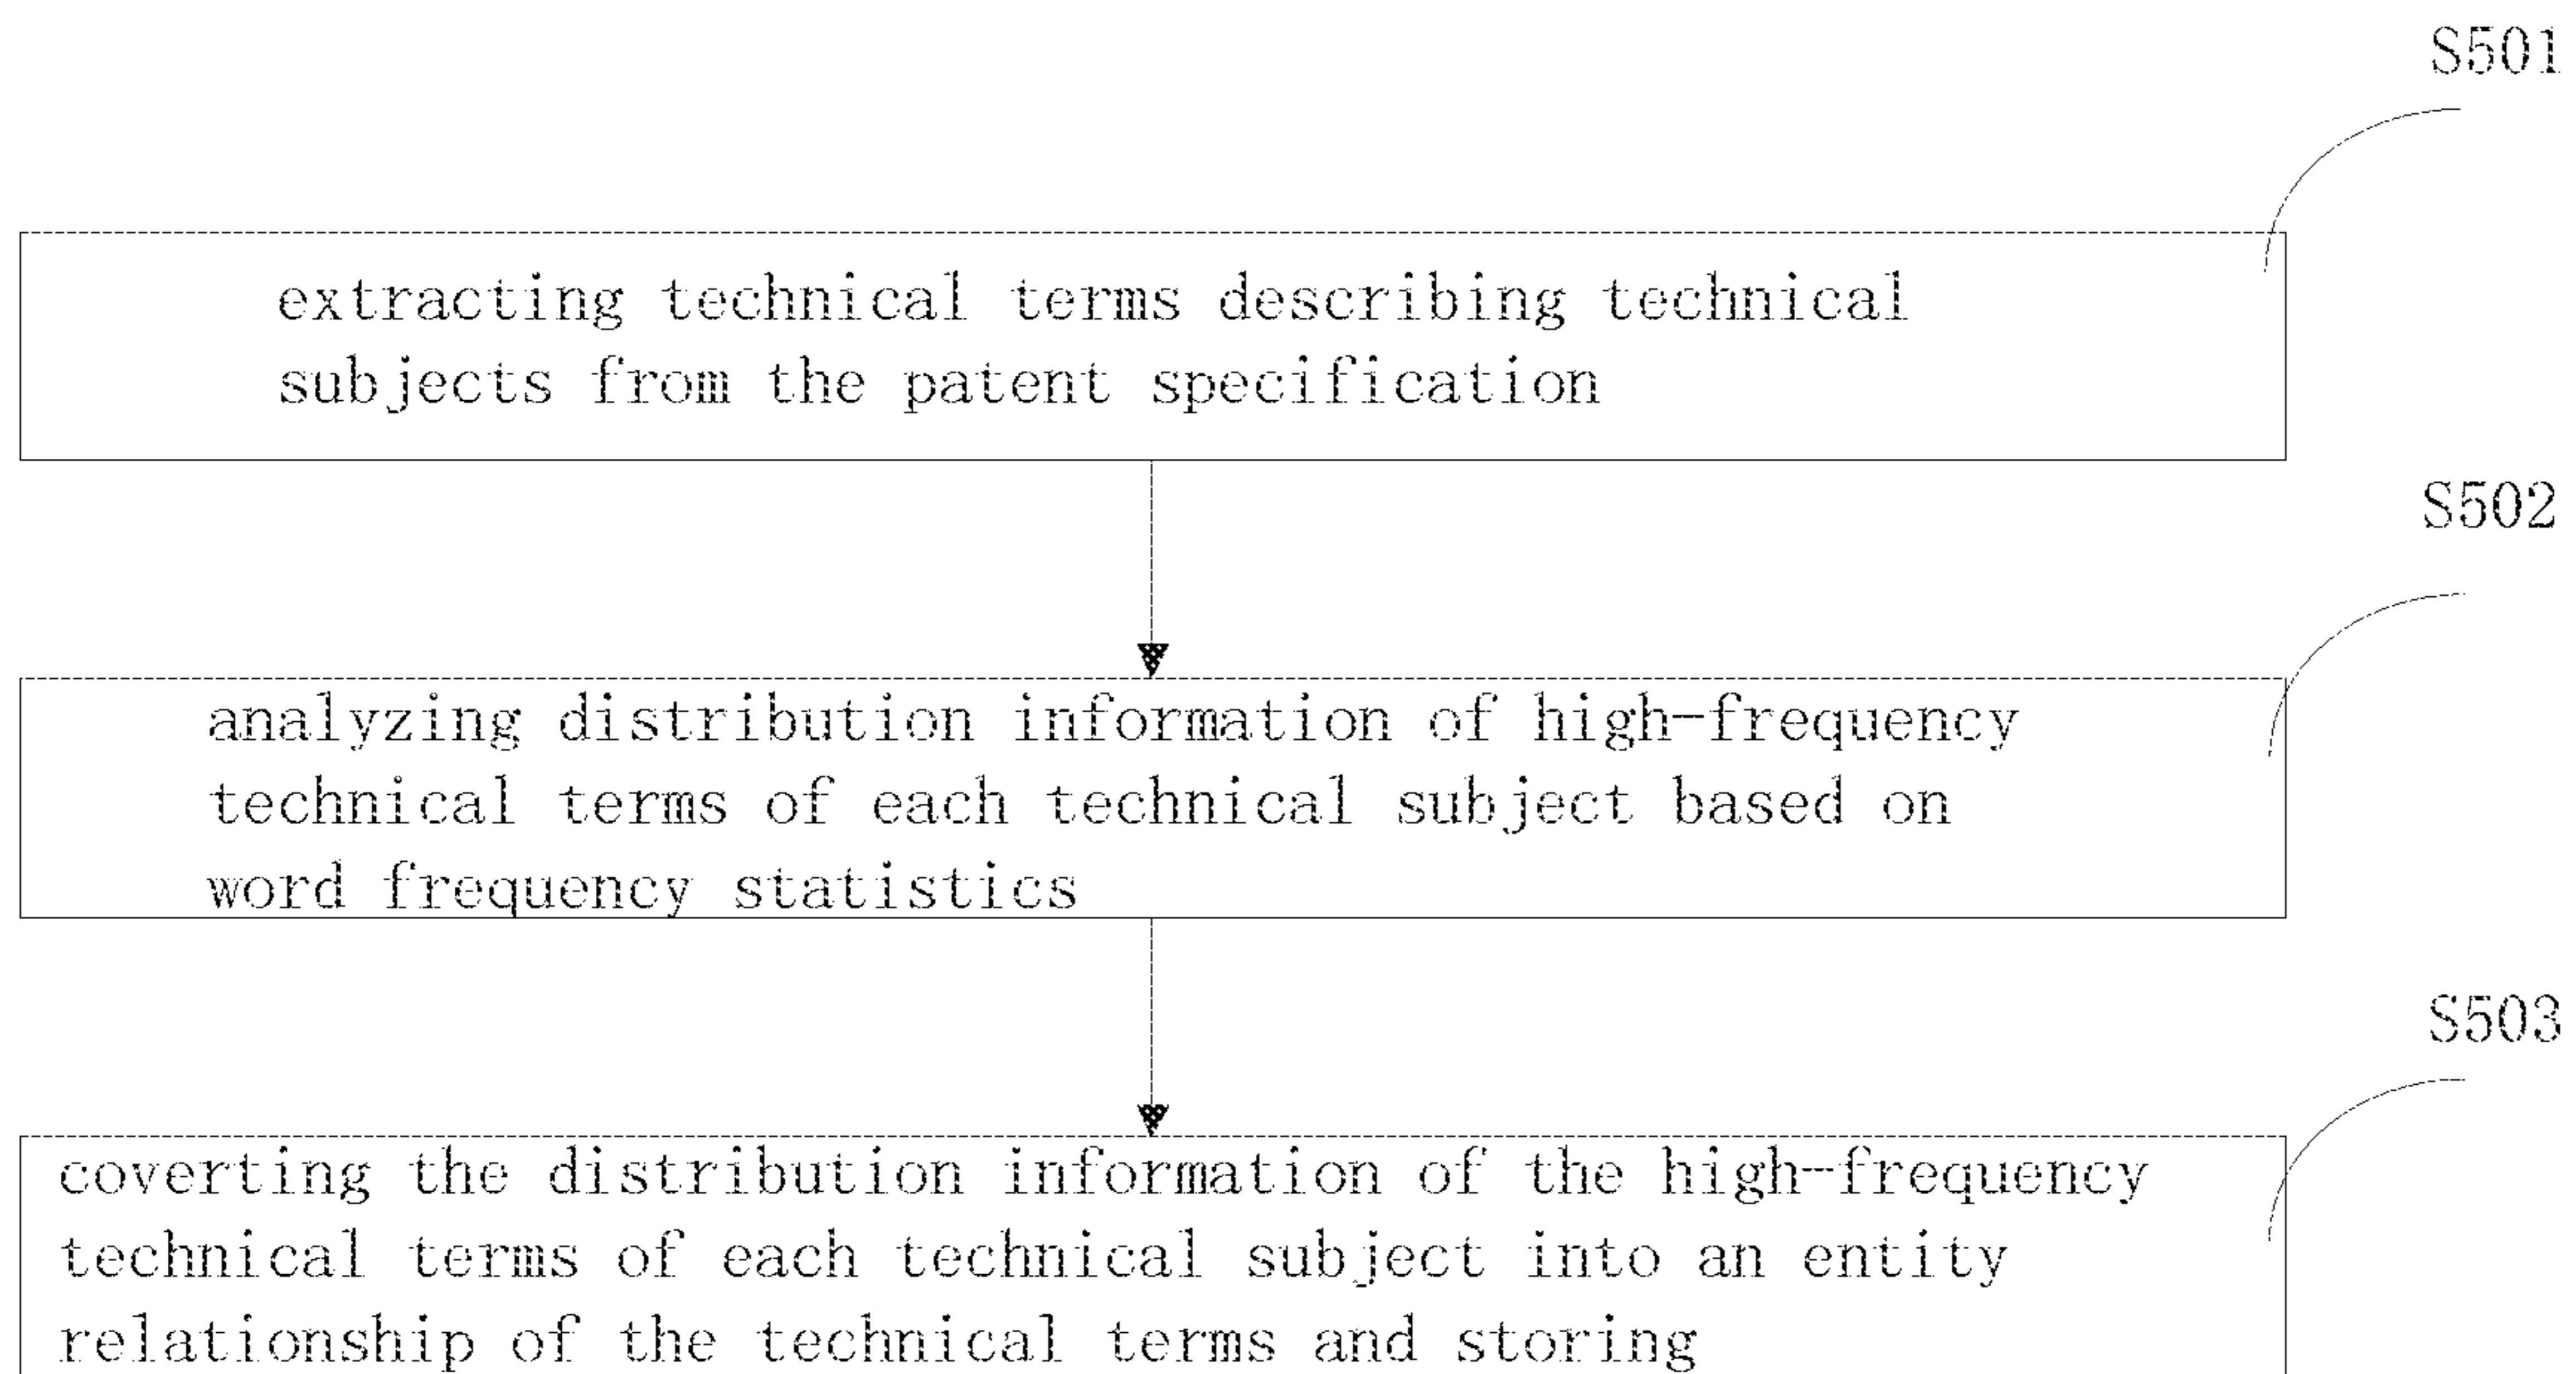 S501
extracting technical terms describing technical
subjects from the patent specification
S502
analyzing distribution information of high-frequency
technical terms of each technical subject based on
word frequency statistics
S503
coverting the distribution information of the high-frequency
technical terms of each technical subject into an entity
relationship of the technical terms and storing